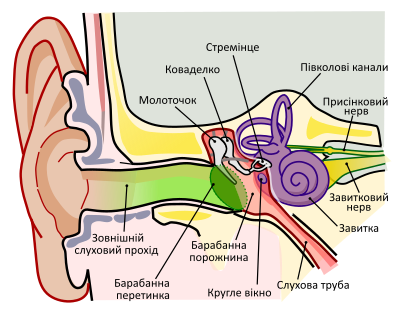 Стремінце
Коваделко
Молоточок
Півколові канали
Присінковий
нерв
Завитковий
нерв
Завитка
Зовнішній
слуховий прохід
Барабанна
порожнина
Барабанна
перетинка
Кругле вікно
Слухова труба